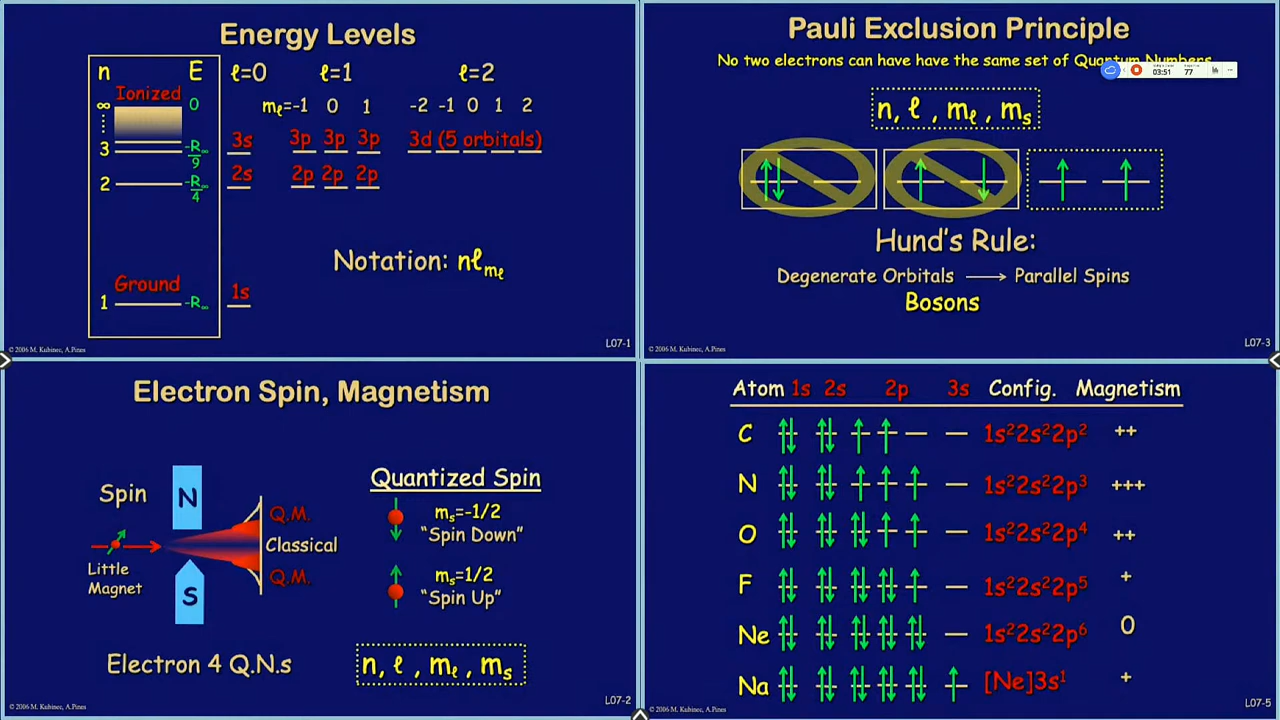 Energy Levels
n E ℓ=0 ℓ=1 ℓ=2
Ionized
∞ 0 mℓ=-1 0 1 -2 -1 0 1 2
3 -R∞/9 3s 3p 3p 3p 3d (5 orbitals)
2 -R∞/4 2s 2p 2p 2p
Notation: nℓmℓ
Ground
1 -R∞ 1s
© 2006 M. Kubinec, A.Pines
L07-1
Pauli Exclusion Principle
No two electrons can have have the same set of Quantum Numbers
03:51 77
n, ℓ , mℓ , ms
Hund's Rule:
Degenerate Orbitals → Parallel Spins
Bosons
© 2006 M. Kubinec, A.Pines
L07-3
Electron Spin, Magnetism
Spin
N
S
Little
Magnet
Q.M.
Classical
Q.M.
Quantized Spin
ms=-1/2
"Spin Down"
ms=1/2
"Spin Up"
Electron 4 Q.N.s
n, ℓ , mℓ , ms
© 2006 M. Kubinec, A.Pines
L07-2
Atom 1s 2s 2p 3s Config. Magnetism
C 1s²2s²2p² ++
N 1s²2s²2p³ +++
O 1s²2s²2p⁴ ++
F 1s²2s²2p⁵ +
Ne 1s²2s²2p⁶ 0
Na [Ne]3s¹ +
© 2006 M. Kubinec, A.Pines
L07-5